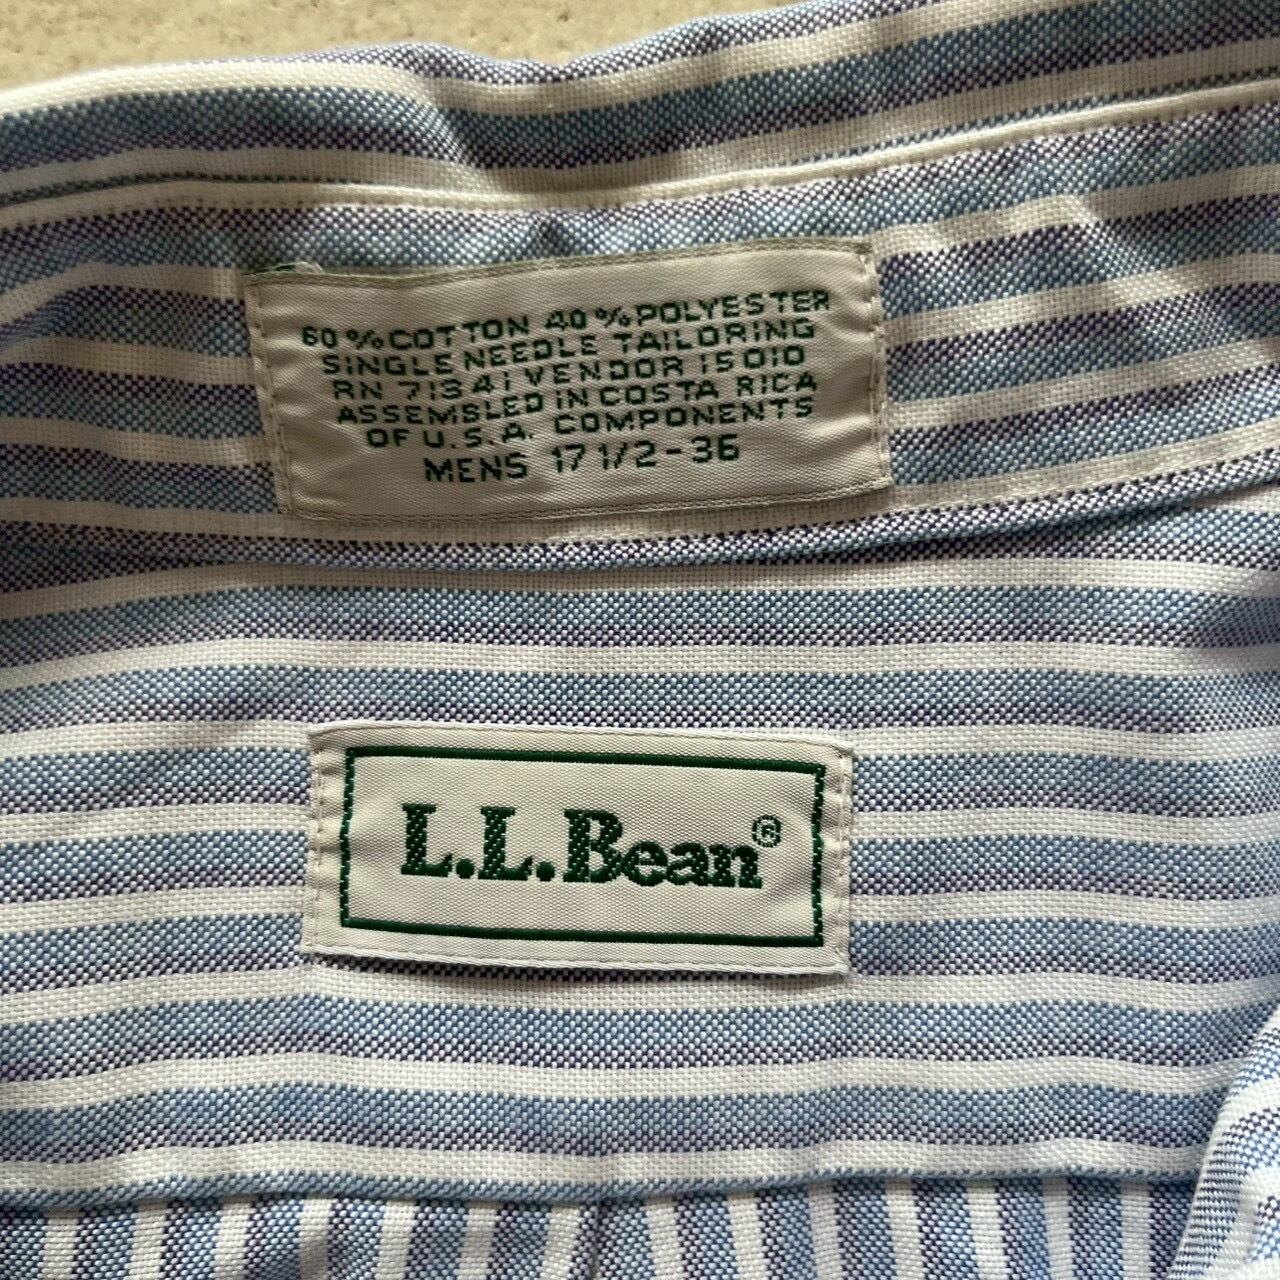 60% COTTON 40% POLYESTER
SINGLE NEEDLE TAILORING
RN 71341 VENDOR 15010
ASSEMBLED IN COSTA RICA
OF U.S.A. COMPONENTS
MENS 17 1/2-36
L.L.Bean®